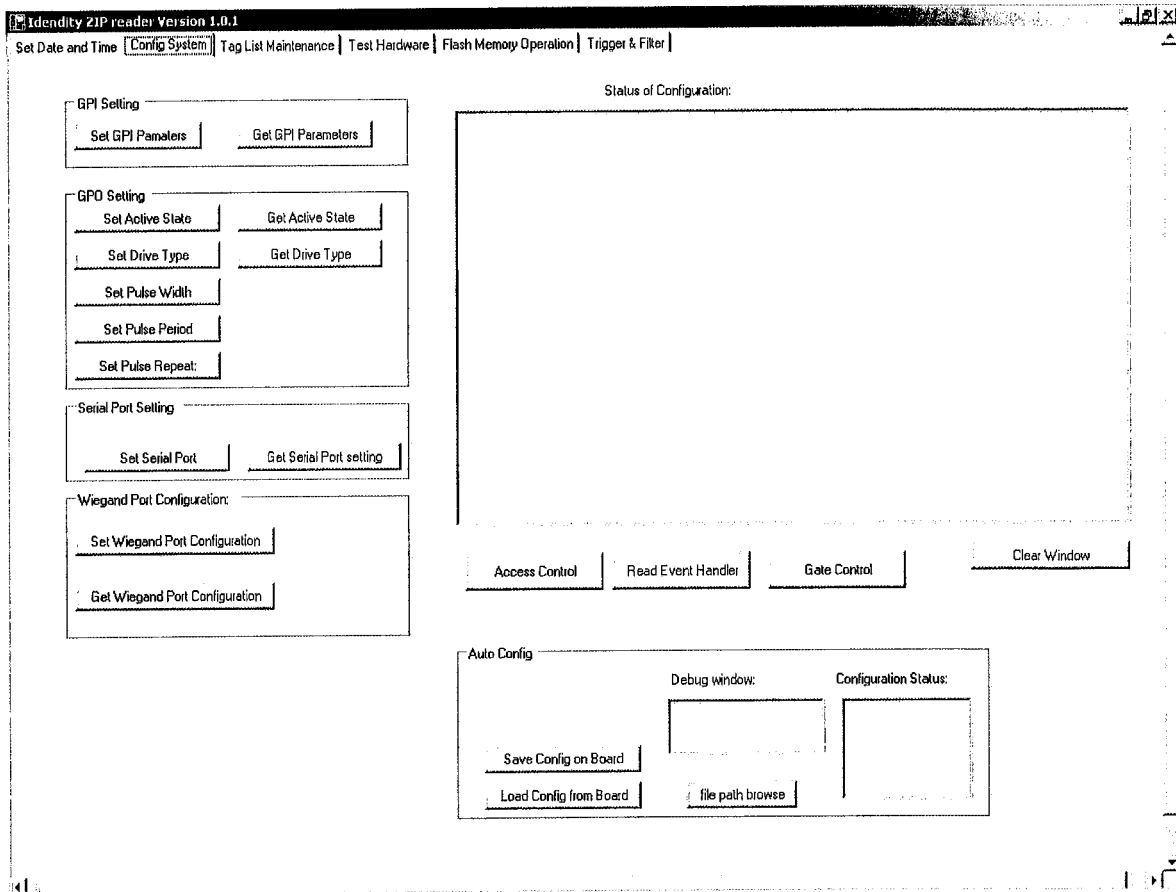 Idendity ZIP reader Version 1.0.1
Set Date and Time Config System Tag List Maintenance Test Hardware Flash Memory Operation Trigger & Filter
GPI Setting
Set GPI Pamaters Get GPI Parameters
GPO Setting
Set Active State Get Active State
Set Drive Type Get Drive Type
Set Pulse Width
Set Pulse Period
Set Pulse Repeat:
Serial Port Setting
Set Serial Port Get Serial Port setting
Wiegand Port Configuration:
Set Wiegand Port Configuration
Get Wiegand Port Configuration
Status of Configuration:
Access Control Read Event Handler Gate Control Clear Window
Auto Config
Debug window: Configuration Status:
Save Config on Board
Load Config from Board file path browse